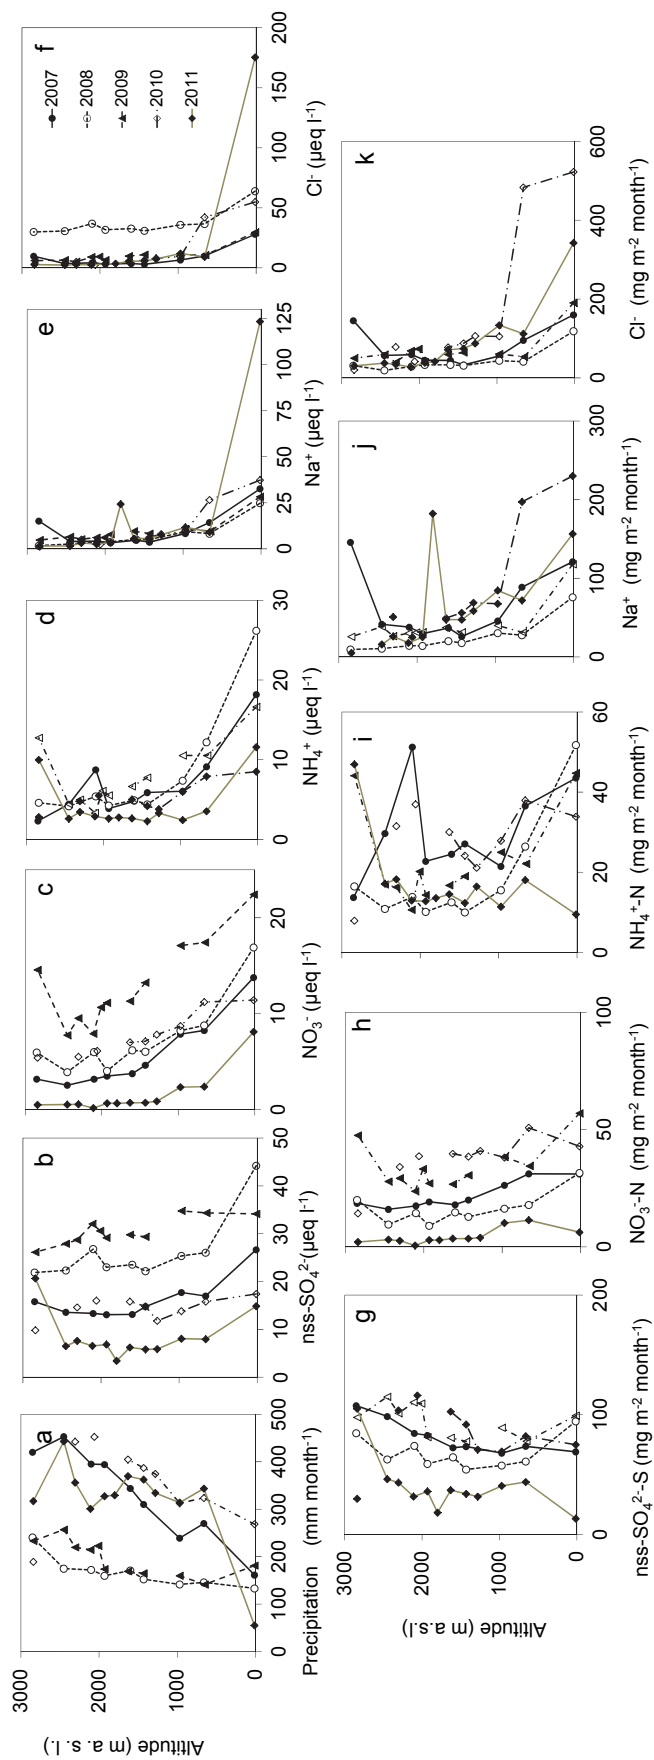 a
3000
2000
1000
0
Altitude (m a.s.l.)
0 100 200 300 400 500
Precipitation (mm month-1)
b
0 10 20 30 40 50
nss-SO₄²⁻(µeq l⁻¹)
c
0 10 20
NO₃⁻ (µeq l⁻¹)
d
0 10 20 30
NH₄⁺ (µeq l⁻¹)
e
0 25 50 75 100 125
Na⁺ (µeq l⁻¹)
f
2007
2008
2009
2010
2011
0 50 100 150 200
Cl⁻ (µeq l⁻¹)
g
3000
2000
1000
0
Altitude (m a.s.l)
0 100 200
nss-SO₄²⁻-S (mg m⁻² month⁻¹)
h
0 50 100
NO₃⁻-N (mg m⁻² month⁻¹)
i
0 20 40 60
NH₄⁺-N (mg m⁻² month⁻¹)
j
0 100 200 300
Na⁺ (mg m⁻² month⁻¹)
k
0 200 400 600
Cl⁻ (mg m⁻² month⁻¹)